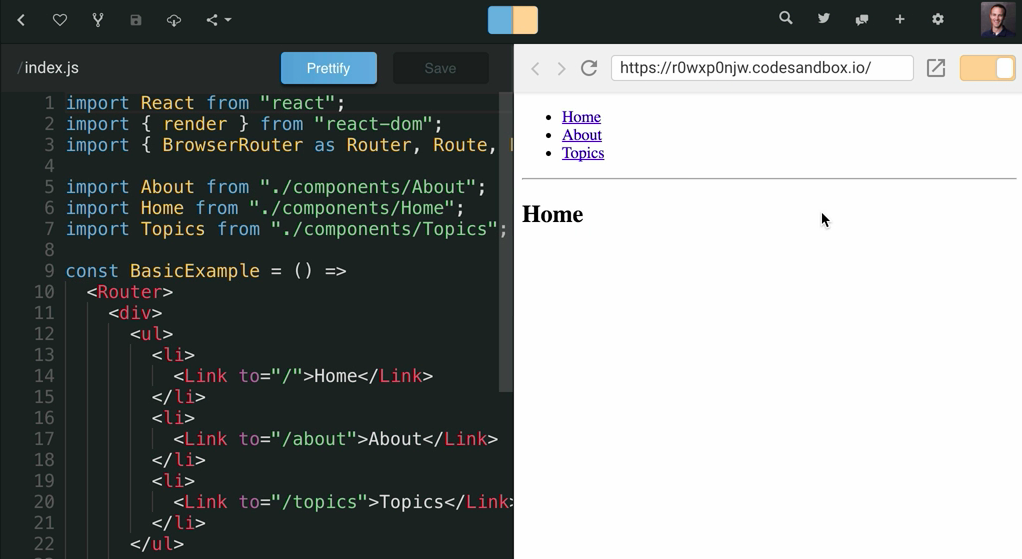 /index.js
Prettify
Save
1 import React from "react";
2 import { render } from "react-dom";
3 import { BrowserRouter as Router, Route,
4
5 import About from "./components/About";
6 import Home from "./components/Home";
7 import Topics from "./components/Topics";
8
9 const BasicExample = () =>
10 <Router>
11 <div>
12 <ul>
13 <li>
14 <Link to="/">Home</Link>
15 </li>
16 <li>
17 <Link to="/about">About</Link>
18 </li>
19 <li>
20 <Link to="/topics">Topics</Link>
21 </li>
22 </ul>
https://r0wxp0njw.codesandbox.io/
Home
About
Topics
Home